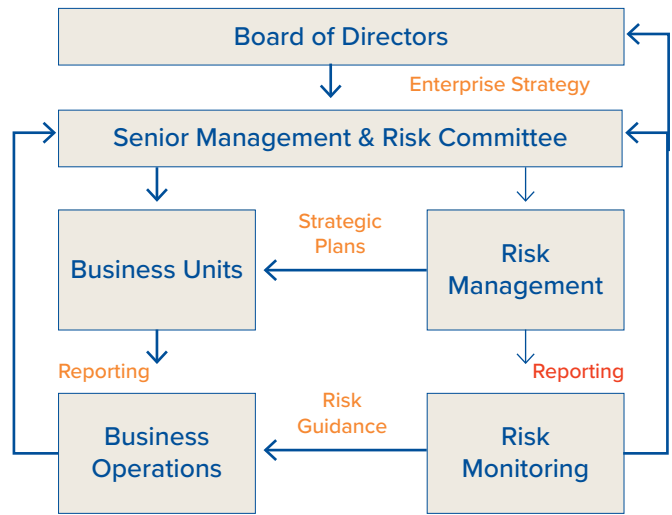 Board of Directors
Enterprise Strategy
Senior Management & Risk Committee
Strategic
Plans
Business Units
Risk
Management
Reporting
Reporting
Risk
Guidance
Business
Operations
Risk
Monitoring